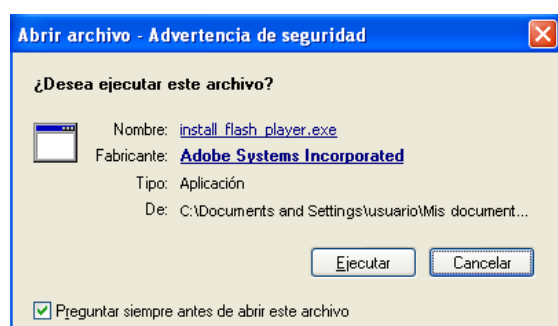 Abrir archivo - Advertencia de seguridad
¿Desea ejecutar este archivo?
Nombre: install_flash_player.exe
Fabricante: Adobe Systems Incorporated
Tipo: Aplicación
De: C:\Documents and Settings\usuario\Mis document...
Ejecutar Cancelar
Preguntar siempre antes de abrir este archivo